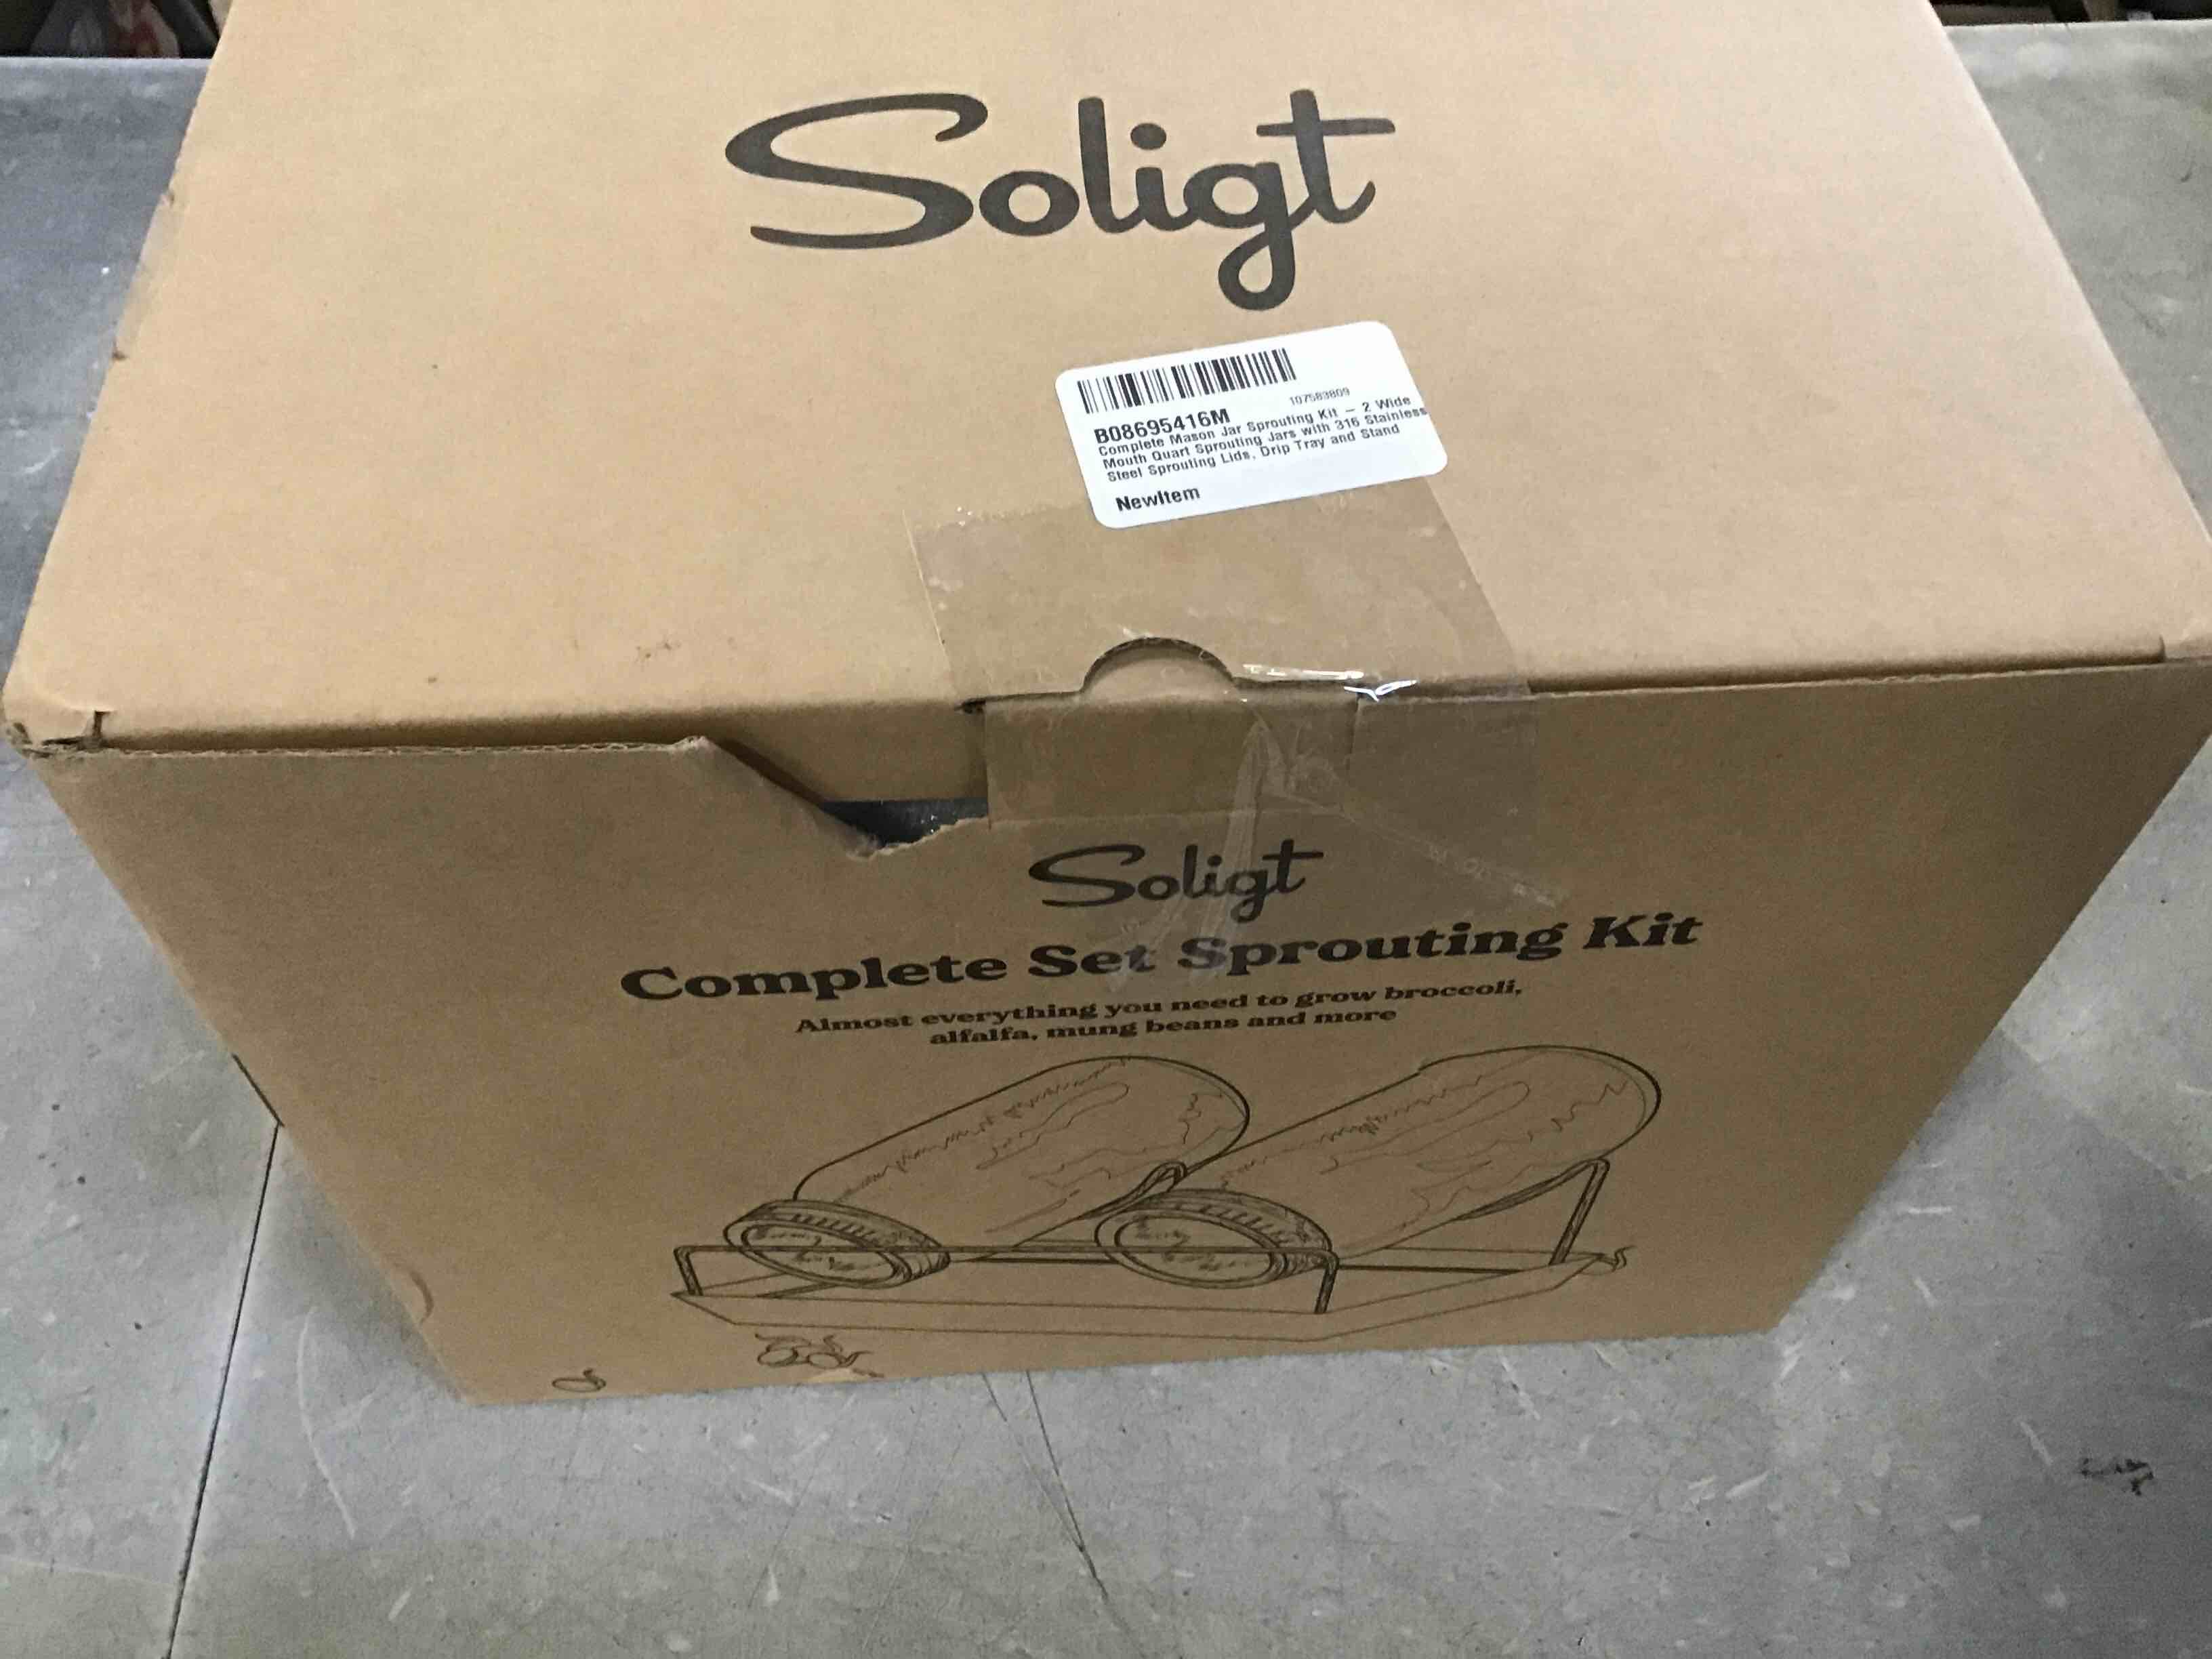 Soligt
107583809
B08695416M
Complete Mason Jar Sprouting Kit – 2 Wide
Mouth Quart Sprouting Jars with 316 Stainless
Steel Sprouting Lids, Drip Tray and Stand
NewItem
Soligt
Complete Set Sprouting Kit
Almost everything you need to grow broccoli,
alfalfa, mung beans and more